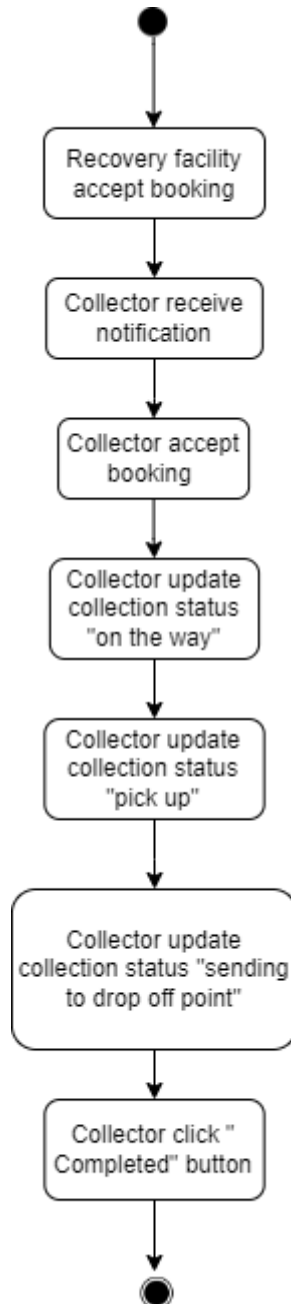 Recovery facility
accept booking
Collector receive
notification
Collector accept
booking
Collector update
collection status
"on the way"
Collector update
collection status
"pick up"
Collector update
collection status "sending
to drop off point"
Collector click "
Completed" button